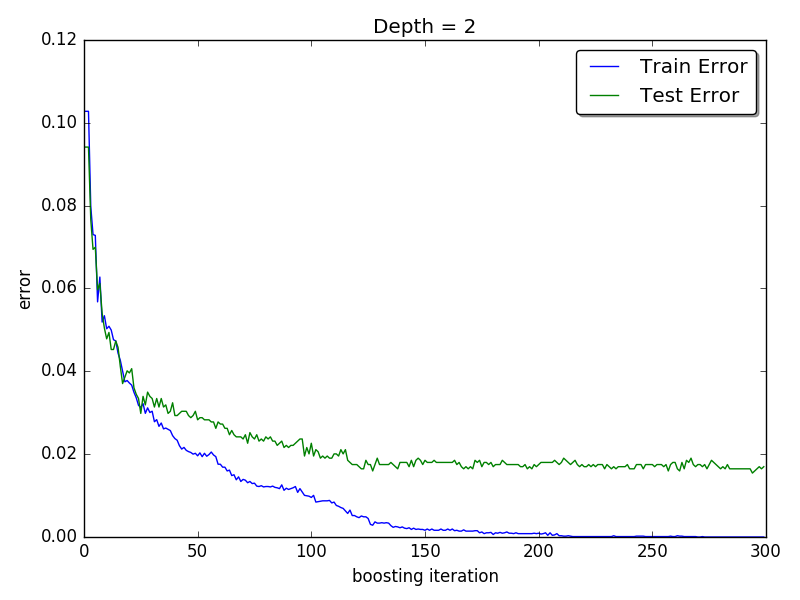 Depth = 2
Train Error
Test Error
error
0.12
0.10
0.08
0.06
0.04
0.02
0.00
0
50
100
150
200
250
300
boosting iteration